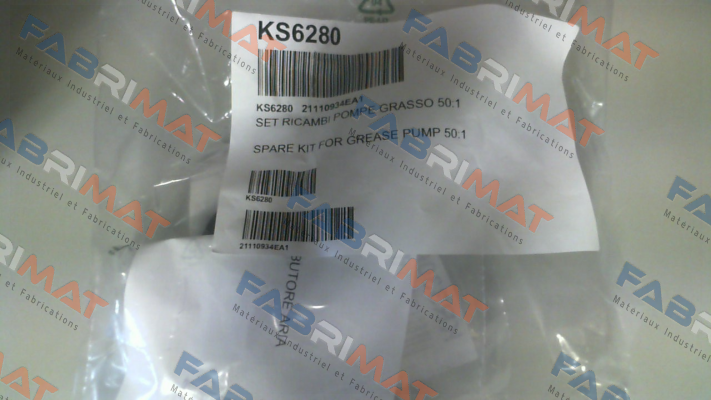 KS6280
KS6280 21110934EA1
SET RICAMBI POMPE GRASSO 50:1
SPARE KIT FOR GREASE PUMP 50:1
KS6280
21110934EA1
BUTORE ARIA
FABRIMAT
Materiaux Industriel et Fabrications